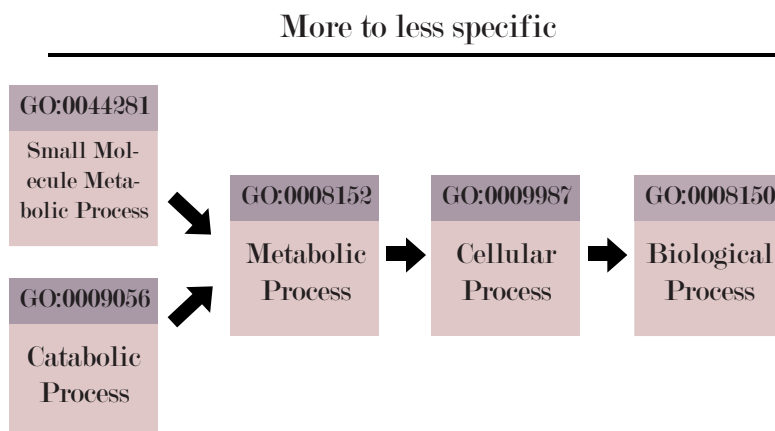 More to less specific
GO:0044281
Small Mol-
ecule Meta-
bolic Process
GO:0009056
Catabolic
Process
GO:0008152
Metabolic
Process
GO:0009987
Cellular
Process
GO:0008150
Biological
Process